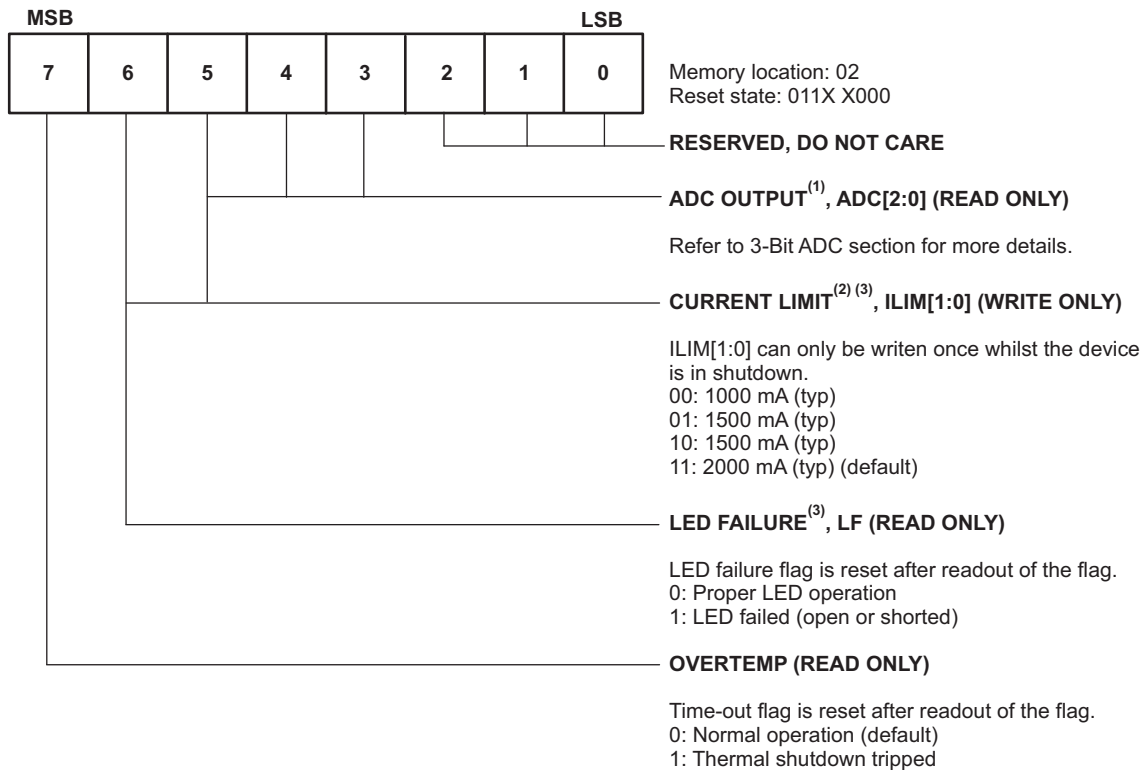 MSB LSB
7 6 5 4 3 2 1 0
Memory location: 02
Reset state: 011X X000
RESERVED, DO NOT CARE
ADC OUTPUT(1), ADC[2:0] (READ ONLY)
Refer to 3-Bit ADC section for more details.
CURRENT LIMIT(2) (3), ILIM[1:0] (WRITE ONLY)
ILIM[1:0] can only be writen once whilst the device
is in shutdown.
00: 1000 mA (typ)
01: 1500 mA (typ)
10: 1500 mA (typ)
11: 2000 mA (typ) (default)
LED FAILURE(3), LF (READ ONLY)
LED failure flag is reset after readout of the flag.
0: Proper LED operation
1: LED failed (open or shorted)
OVERTEMP (READ ONLY)
Time-out flag is reset after readout of the flag.
0: Normal operation (default)
1: Thermal shutdown tripped